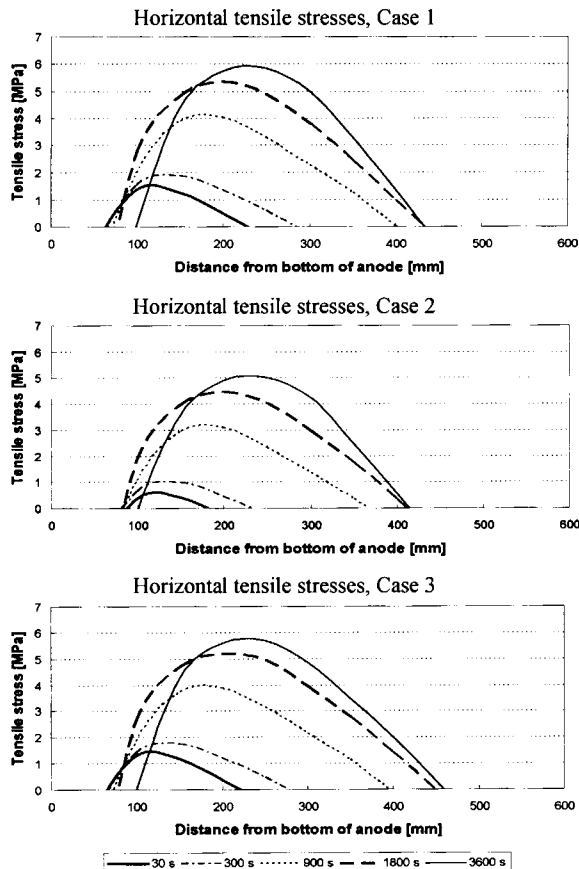 Horizontal tensile stresses, Case 1
Tensile stress [MPa]
7
6
5
4
3
2
1
0
0 100 200 300 400 500 600
Distance from bottom of anode [mm]
Horizontal tensile stresses, Case 2
Tensile stress [MPa]
7
6
5
4
3
2
1
0
0 100 200 300 400 500 600
Distance from bottom of anode [mm]
Horizontal tensile stresses, Case 3
Tensile stress [MPa]
7
6
5
4
3
2
1
0
0 100 200 300 400 500 600
Distance from bottom of anode [mm]
30 s 300 s 900 s 1800 s 3600 s